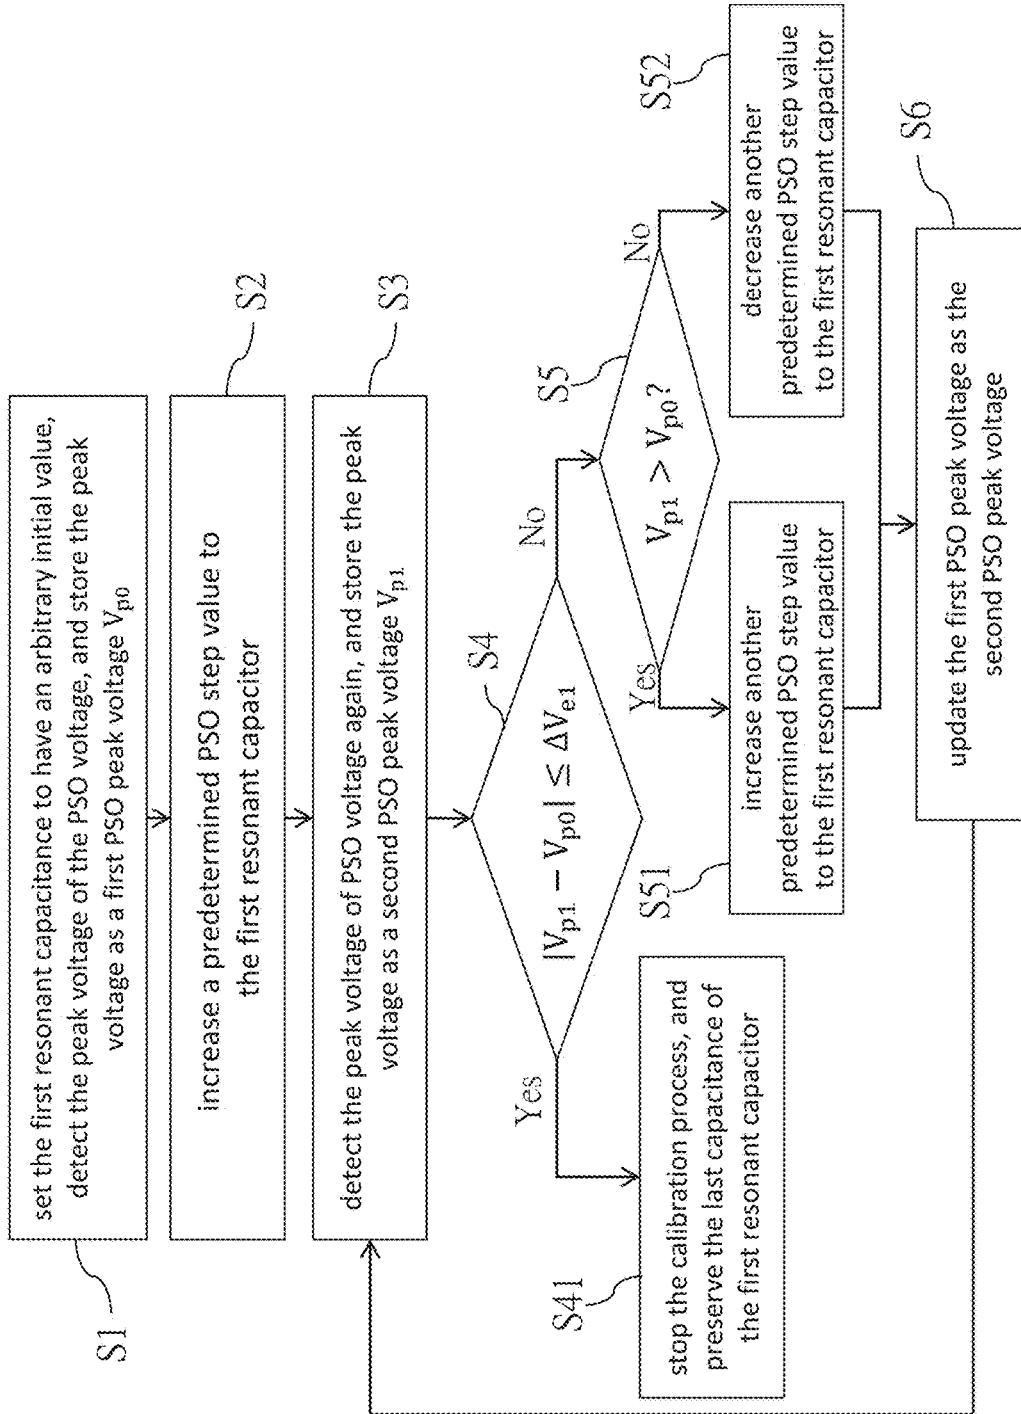 S1
set the first resonant capacitance to have an arbitrary initial value,
detect the peak voltage of the PSO voltage, and store the peak
voltage as a first PSO peak voltage Vp0
S2
increase a predetermined PSO step value to
the first resonant capacitor
S3
detect the peak voltage of PSO voltage again, and store the peak
voltage as a second PSO peak voltage Vp1
S4
|Vp1 − Vp0| ≤ ΔVe1
Yes
No
S41
stop the calibration process, and
preserve the last capacitance of
the first resonant capacitor
S5
Vp1 > Vp0?
Yes
No
S51
increase another
predetermined PSO step value
to the first resonant capacitor
S52
decrease another
predetermined PSO step value
to the first resonant capacitor
S6
update the first PSO peak voltage as the
second PSO peak voltage